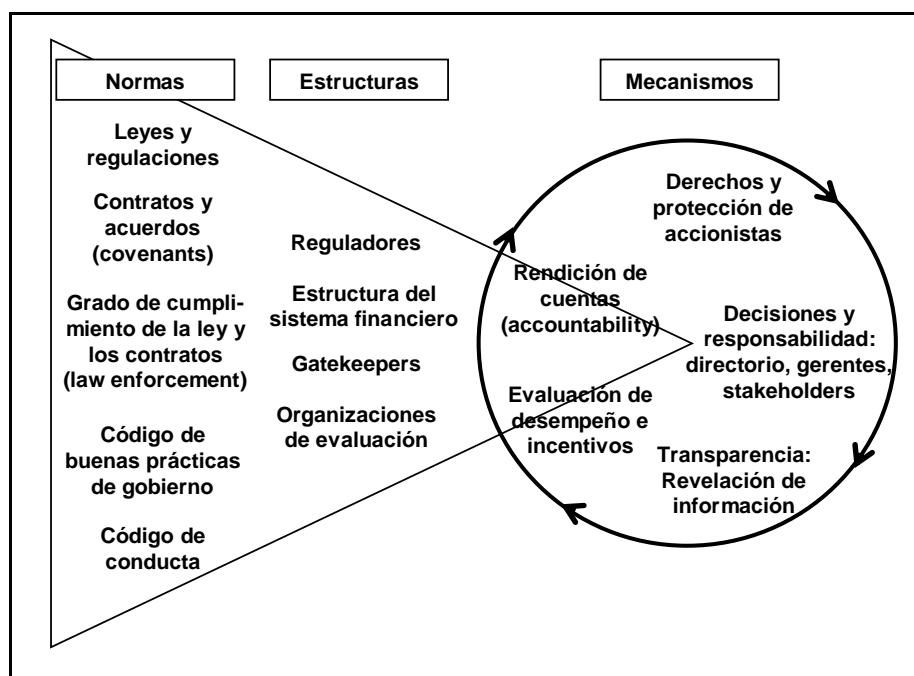 Normas
Estructuras
Mecanismos
Leyes y
regulaciones
Contratos y
acuerdos
(covenants)
Grado de cumpli-
miento de la ley y
los contratos
(law enforcement)
Código de
buenas prácticas
de gobierno
Código de
conducta
Reguladores
Estructura del
sistema financiero
Gatekeepers
Organizaciones
de evaluación
Derechos y
protección de
accionistas
Decisiones y
responsabilidad:
directorio, gerentes,
stakeholders
Transparencia:
Revelación de
información
Evaluación de
desempeño e
incentivos
Rendición de
cuentas
(accountability)